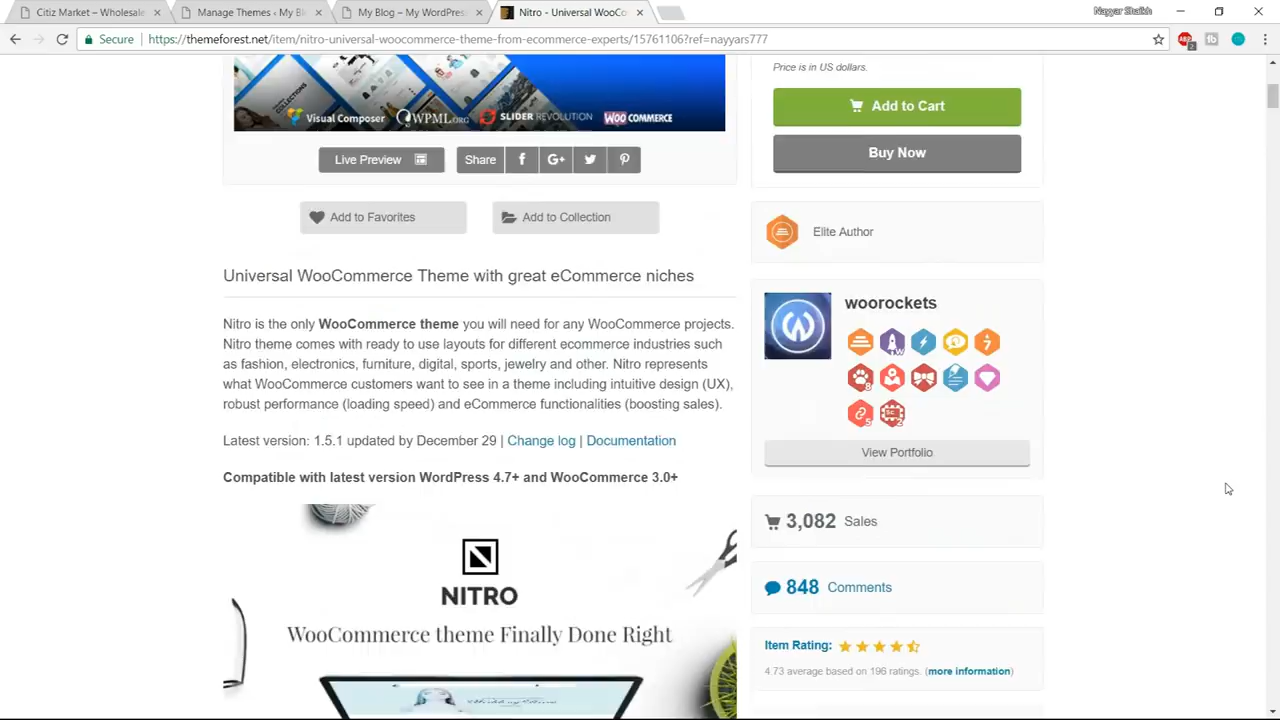 Citiz Market – Wholesale
Manage Themes ‹ My Bl
My Blog – My WordPress
Nitro - Universal WooCo
Nayyar Shaikh
Secure
https://themeforest.net/item/nitro-universal-woocommerce-theme-from-ecommerce-experts/15761106?ref=nayyars777
Visual Composer
WPML.ORG
SLIDER REVOLUTION
WOO COMMERCE
Price is in US dollars.
Add to Cart
Buy Now
Live Preview
Share
Add to Favorites
Add to Collection
Elite Author
Universal WooCommerce Theme with great eCommerce niches
Nitro is the only WooCommerce theme you will need for any WooCommerce projects.
Nitro theme comes with ready to use layouts for different ecommerce industries such
as fashion, electronics, furniture, digital, sports, jewelry and other. Nitro represents
what WooCommerce customers want to see in a theme including intuitive design (UX),
robust performance (loading speed) and eCommerce functionalities (boosting sales).
Latest version: 1.5.1 updated by December 29 | Change log | Documentation
Compatible with latest version WordPress 4.7+ and WooCommerce 3.0+
NITRO
WooCommerce theme Finally Done Right
woorockets
View Portfolio
3,082 Sales
848 Comments
Item Rating:
4.73 average based on 196 ratings. (more information)